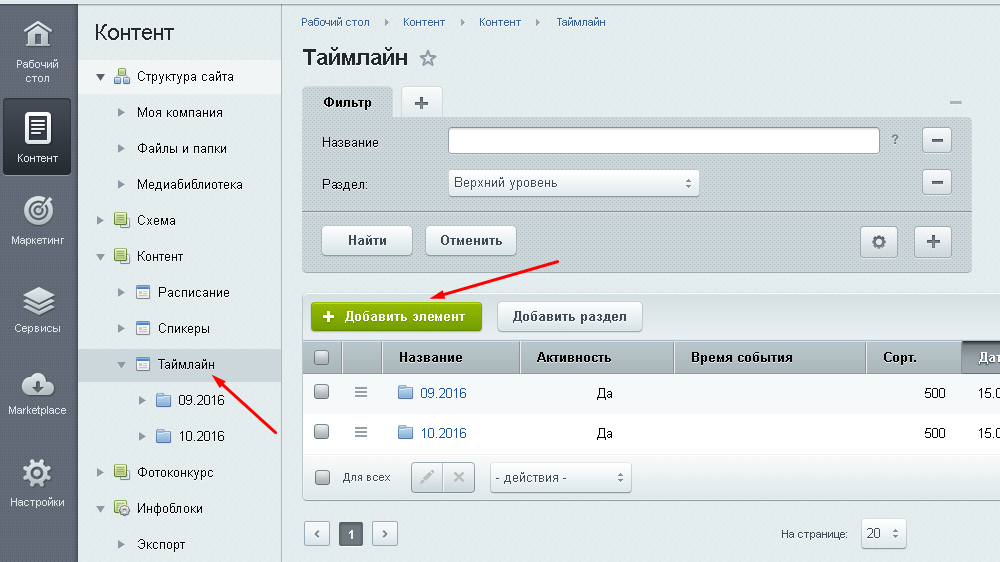 Рабочий
стол
Контент
Маркетинг
Сервисы
Marketplace
Настройки
Контент
Структура сайта
Моя компания
Файлы и папки
Медиабиблиотека
Схема
Контент
Расписание
Спикеры
Таймлайн
09.2016
10.2016
Фотоконкурс
Инфоблоки
Экспорт
Рабочий стол Контент Контент Таймлайн
Таймлайн
Фильтр +
Название ?
Раздел: Верхний уровень
Найти Отменить
+ Добавить элемент Добавить раздел
Название Активность Время события Сорт. Дат
09.2016 Да 500 15.0
10.2016 Да 500 15.0
Для всех - действия -
1 На странице: 20